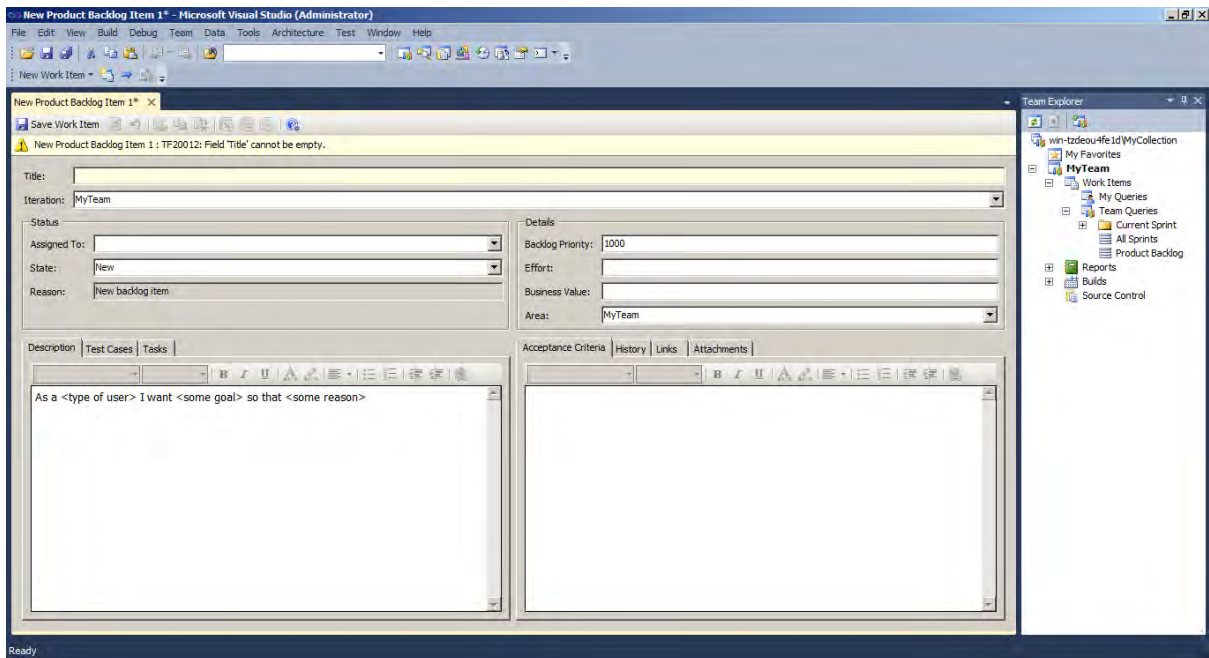 New Product Backlog Item 1* - Microsoft Visual Studio (Administrator)
File Edit View Build Debug Team Data Tools Architecture Test Window Help
New Work Item
New Product Backlog Item 1*
Save Work Item
New Product Backlog Item 1 : TF20012: Field 'Title' cannot be empty.
Title:
Iteration: MyTeam
Status
Assigned To:
State: New
Reason: New backlog item
Details
Backlog Priority: 1000
Effort:
Business Value:
Area: MyTeam
Description Test Cases Tasks
B I U A
As a <type of user> I want <some goal> so that <some reason>
Acceptance Criteria History Links Attachments
B I U A
Team Explorer
win-tzdeou4fe1d\MyCollection
My Favorites
MyTeam
Work Items
My Queries
Team Queries
Current Sprint
All Sprints
Product Backlog
Reports
Builds
Source Control
Ready